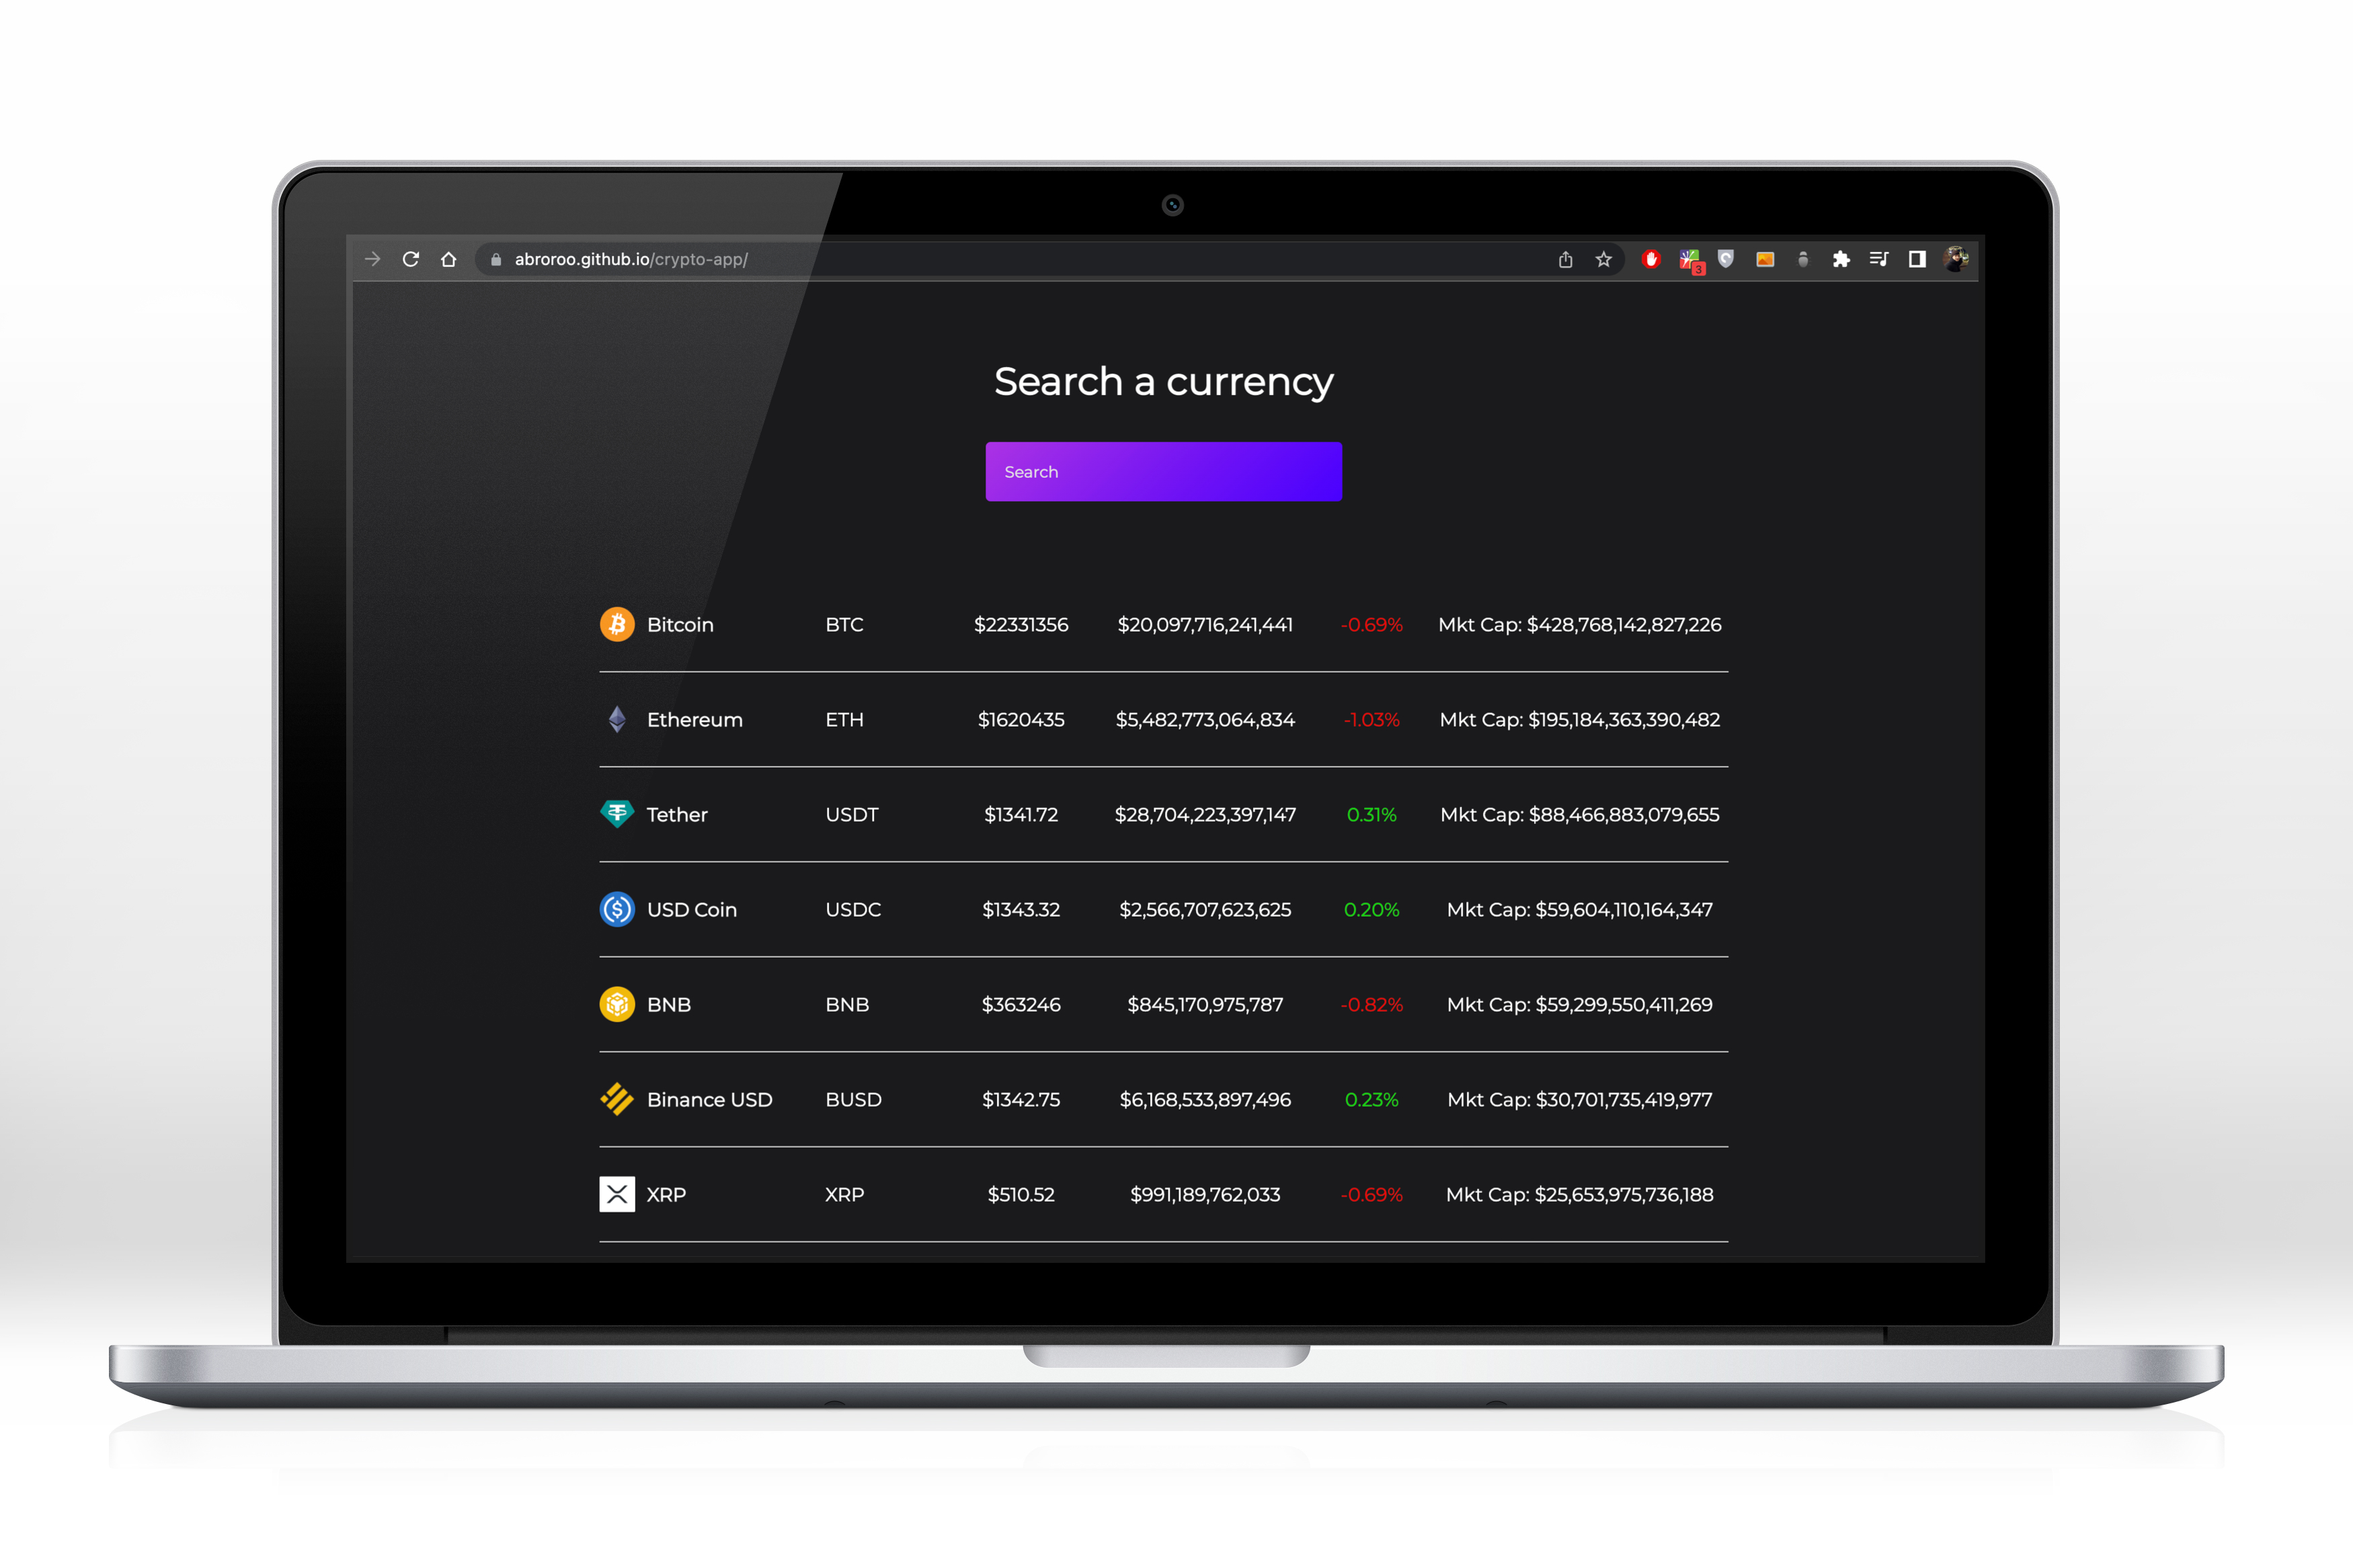 abroroo.github.io/crypto-app/
3
Search a currency
Search
Bitcoin BTC $22331356 $20,097,716,241,441 -0.69% Mkt Cap: $428,768,142,827,226
Ethereum ETH $1620435 $5,482,773,064,834 -1.03% Mkt Cap: $195,184,363,390,482
Tether USDT $1341.72 $28,704,223,397,147 0.31% Mkt Cap: $88,466,883,079,655
USD Coin USDC $1343.32 $2,566,707,623,625 0.20% Mkt Cap: $59,604,110,164,347
BNB BNB $363246 $845,170,975,787 -0.82% Mkt Cap: $59,299,550,411,269
Binance USD BUSD $1342.75 $6,168,533,897,496 0.23% Mkt Cap: $30,701,735,419,977
XRP XRP $510.52 $991,189,762,033 -0.69% Mkt Cap: $25,653,975,736,188